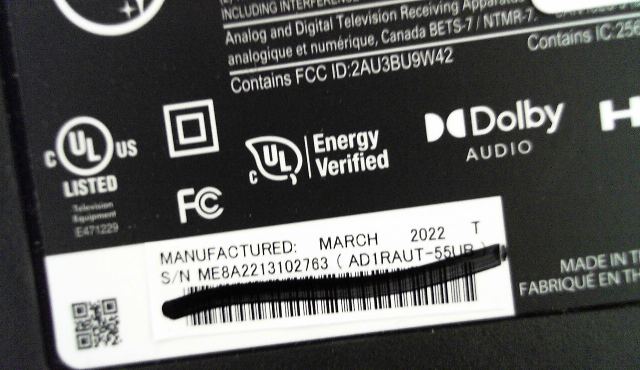 INCLUDING INTERFERENCE
Analog and Digital Television Receiving Apparatus
analogique et numérique, Canada BETS-7 / NTMR-7.
Contains IC:256
Contains FCC ID:2AU3BU9W42
C UL US
LISTED
Television
Equipment
E471229
FC
C UL
Energy
Verified
Dolby
AUDIO
H
MANUFACTURED: MARCH 2022 T
S/N ME8A2213102763 ( AD1RAUT-55UR )
MADE IN T
FABRIQUÉ EN TH